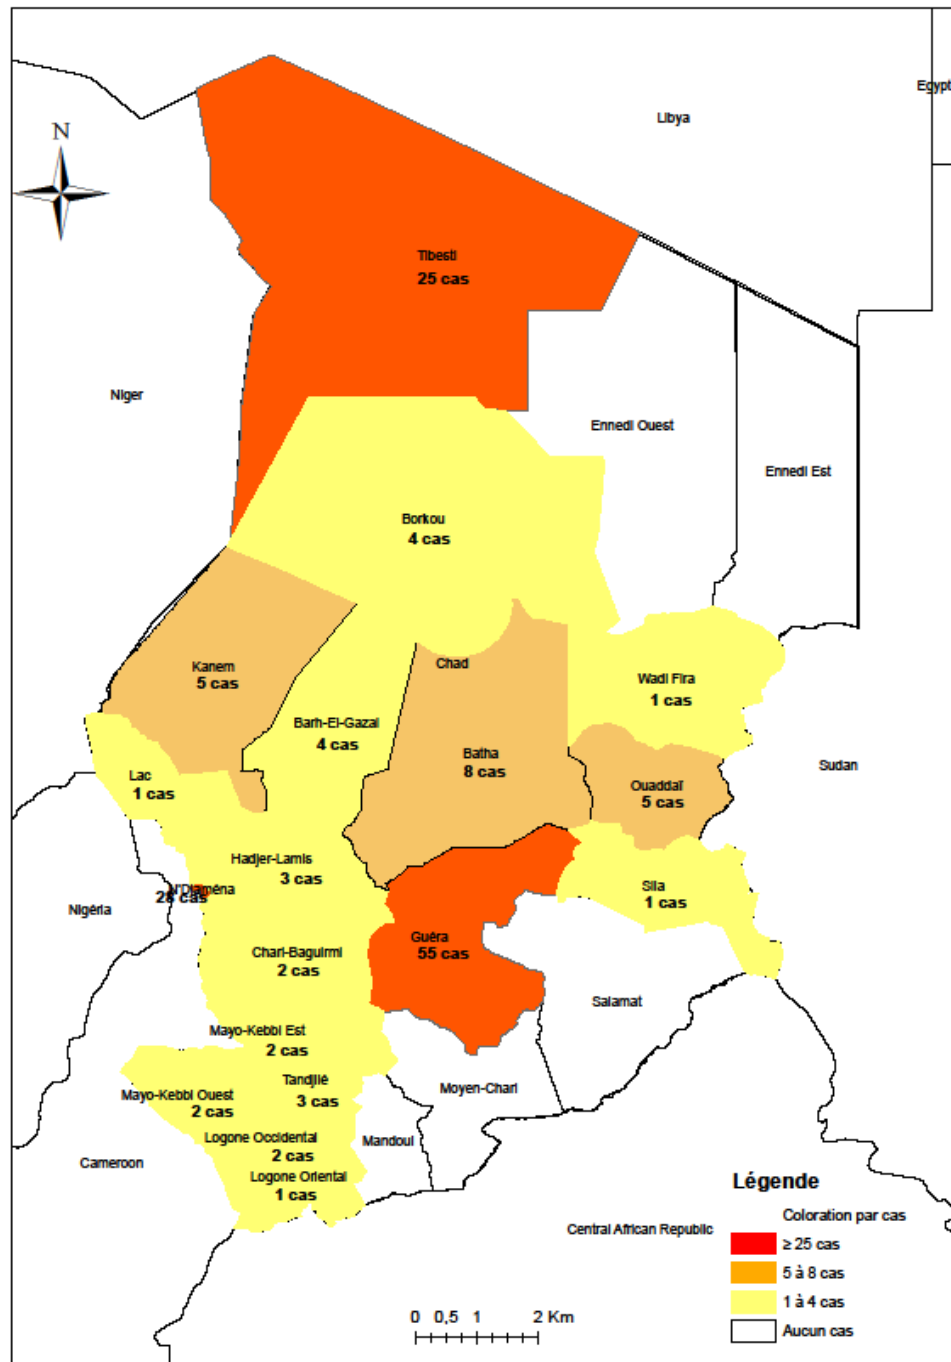 Egypt
Libya
N
Tibesti
25 cas
Niger
Ennedi Ouest
Ennedi Est
Borkou
4 cas
Kanem
5 cas
Chad
Wadi Fira
1 cas
Barh-El-Gazal
4 cas
Batha
8 cas
Lac
1 cas
Ouaddaï
5 cas
Sudan
Hadjer-Lamis
3 cas
N'Djaména
28 cas
Sila
1 cas
Nigéria
Guéra
55 cas
Chari-Baguirmi
2 cas
Salamat
Mayo-Kebbi Est
2 cas
Tandjilé
3 cas
Moyen-Chari
Mayo-Kebbi Ouest
2 cas
Logone Occidental
2 cas
Mandoul
Cameroon
Logone Oriental
1 cas
Légende
Coloration par cas
≥ 25 cas
5 à 8 cas
1 à 4 cas
Aucun cas
Central African Republic
0 0,5 1 2 Km